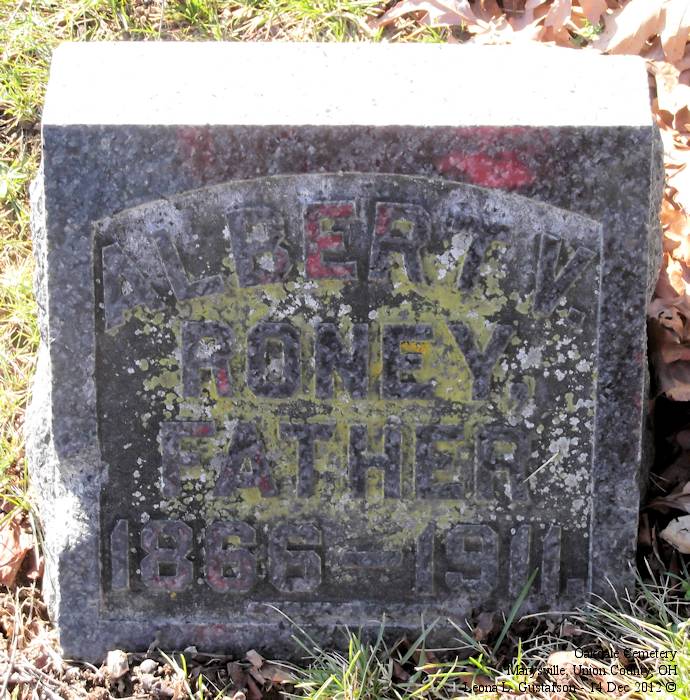 ALBERT V.
RONEY,
FATHER
1866-1911.
Oakdale Cemetery
Marysville, Union County, OH
Leona L. Gustafson - 14 Dec 2012 ©